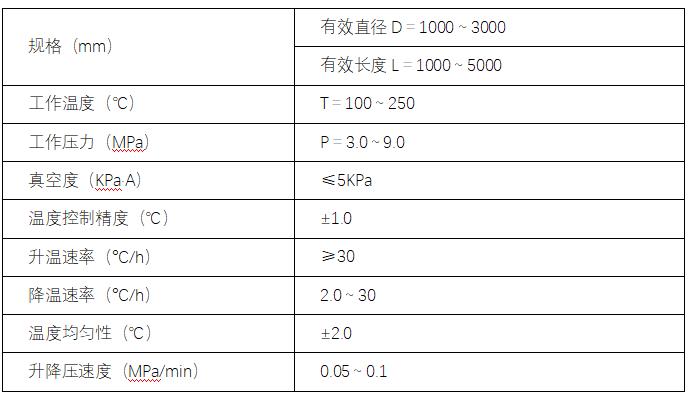 规格（mm）
有效直径 D＝1000 ~ 3000
有效长度 L＝1000 ~ 5000
工作温度（℃）
T＝100 ~ 250
工作压力（MPa）
P＝3.0 ~ 9.0
真空度（KPa·A）
≤5KPa
温度控制精度（℃）
±1.0
升温速率（℃/h）
≥30
降温速率（℃/h）
2.0 ~ 30
温度均匀性（℃）
±2.0
升降压速度（MPa/min）
0.05 ~ 0.1